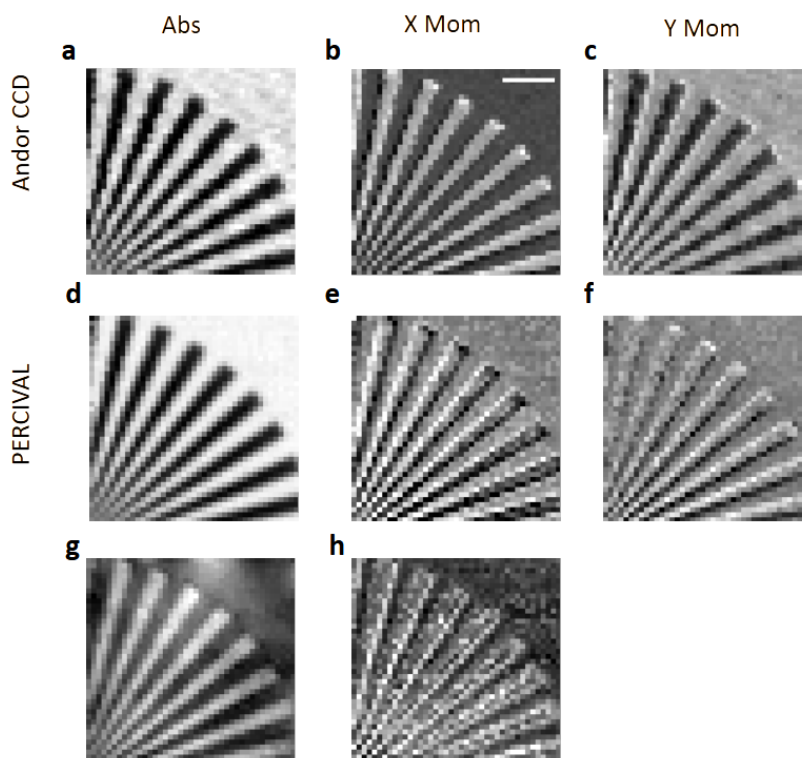 Abs X Mom Y Mom
a b c
Andor CCD
d e f
PERCIVAL
g h